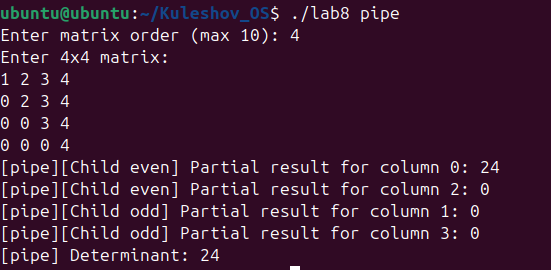 ubuntu@ubuntu:~/Kuleshov_OS$ ./lab8 pipe
Enter matrix order (max 10): 4
Enter 4x4 matrix:
1 2 3 4
0 2 3 4
0 0 3 4
0 0 0 4
[pipe][Child even] Partial result for column 0: 24
[pipe][Child even] Partial result for column 2: 0
[pipe][Child odd] Partial result for column 1: 0
[pipe][Child odd] Partial result for column 3: 0
[pipe] Determinant: 24